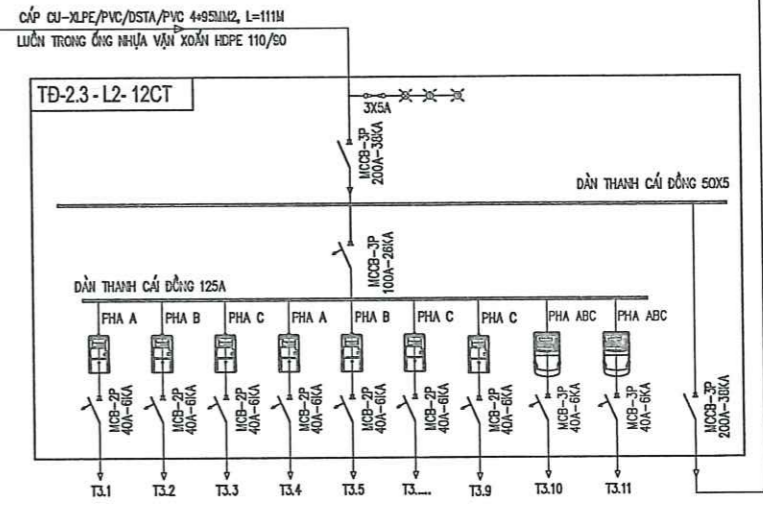 CÁP CU-XLPE/PVC/DSTA/PVC 4*95MM2, L=111M
LUỒN TRONG ỐNG NHỰA VẶN XOẮN HDPE 110/90
TĐ-2.3 - L2- 12CT
3X5A
MCCB-3P
200A-38KA
DÀN THANH CÁI ĐỒNG 50X5
MCCB-3P
100A-26KA
DÀN THANH CÁI ĐỒNG 125A
PHA A
PHA B
PHA C
PHA A
PHA B
PHA C
PHA C
PHA ABC
PHA ABC
MCB-2P
40A-6KA
MCB-2P
40A-6KA
MCB-2P
40A-6KA
MCB-2P
40A-6KA
MCB-2P
40A-6KA
MCB-2P
40A-6KA
MCB-2P
40A-6KA
MCB-3P
40A-6KA
MCB-3P
40A-6KA
MCCB-3P
200A-38KA
T3.1
T3.2
T3.3
T3.4
T3.5
T3.....
T3.9
T3.10
T3.11